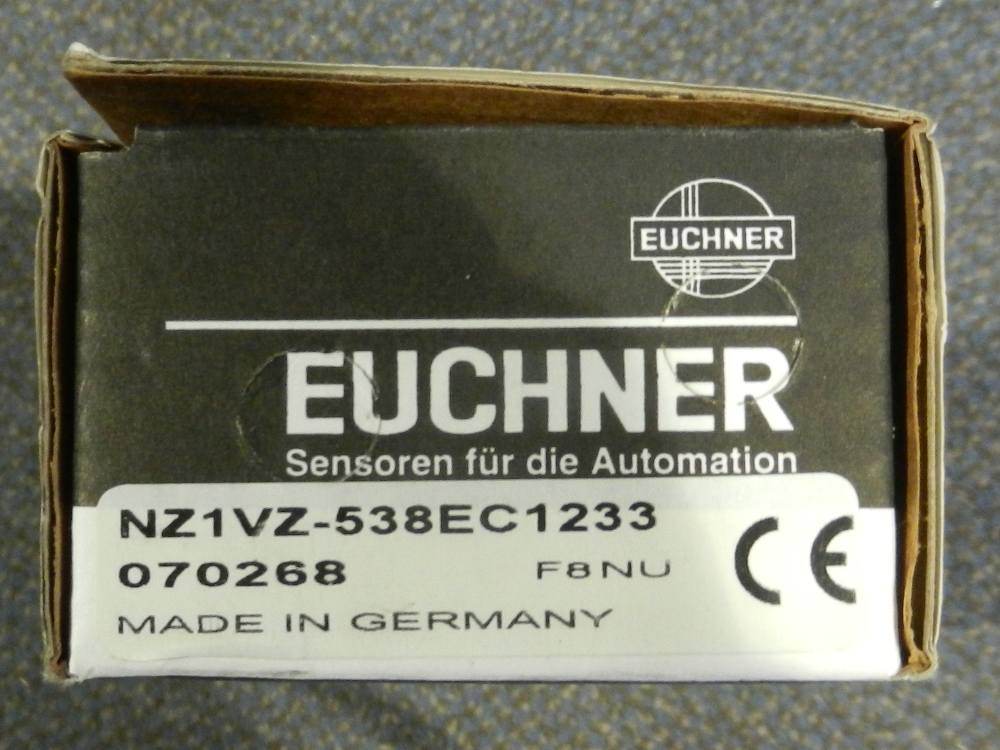 EUCHNER
EUCHNER
Sensoren für die Automation
NZ1VZ-538EC1233
070268 F8NU
MADE IN GERMANY
CE